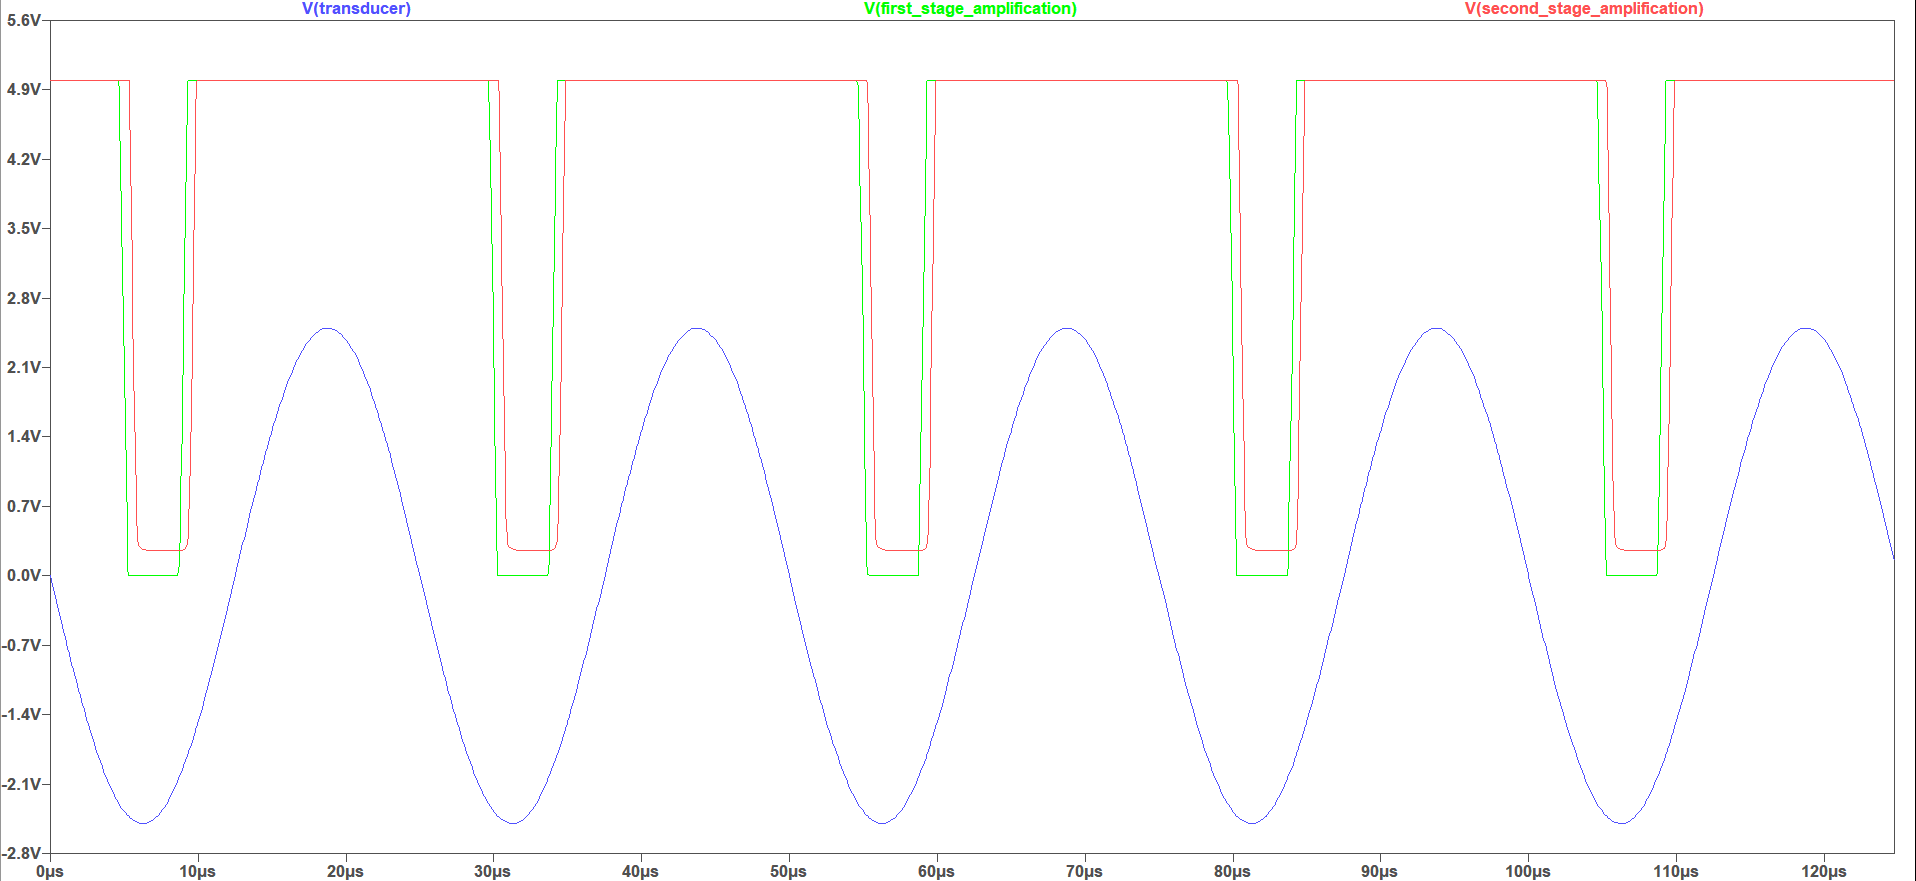 V(transducer) V(first_stage_amplification) V(second_stage_amplification)
5.6V
4.9V
4.2V
3.5V
2.8V
2.1V
1.4V
0.7V
0.0V
-0.7V
-1.4V
-2.1V
-2.8V
0µs 10µs 20µs 30µs 40µs 50µs 60µs 70µs 80µs 90µs 100µs 110µs 120µs